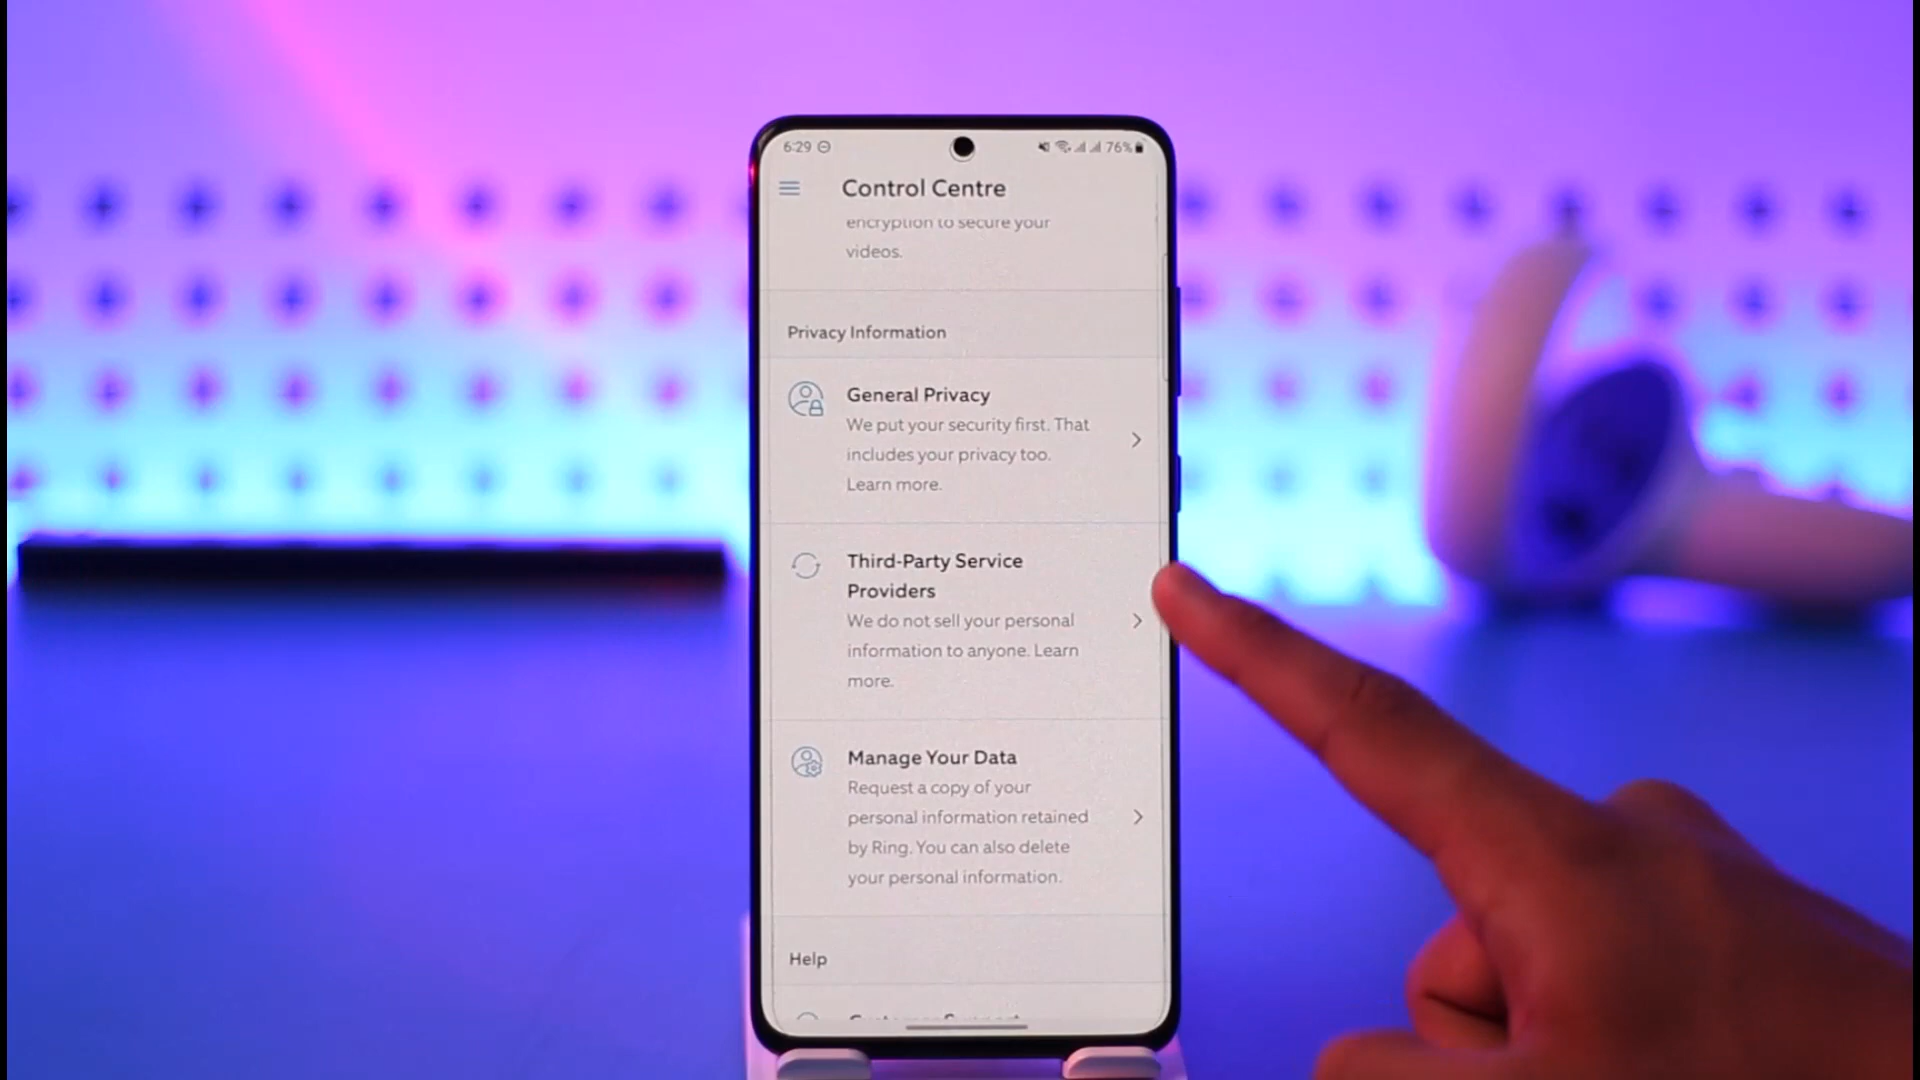 6:29
76%
Control Centre
encryption to secure your
videos.
Privacy Information
General Privacy
We put your security first. That
includes your privacy too.
Learn more.
Third-Party Service
Providers
We do not sell your personal
information to anyone. Learn
more.
Manage Your Data
Request a copy of your
personal information retained
by Ring. You can also delete
your personal information.
Help
Customer Support